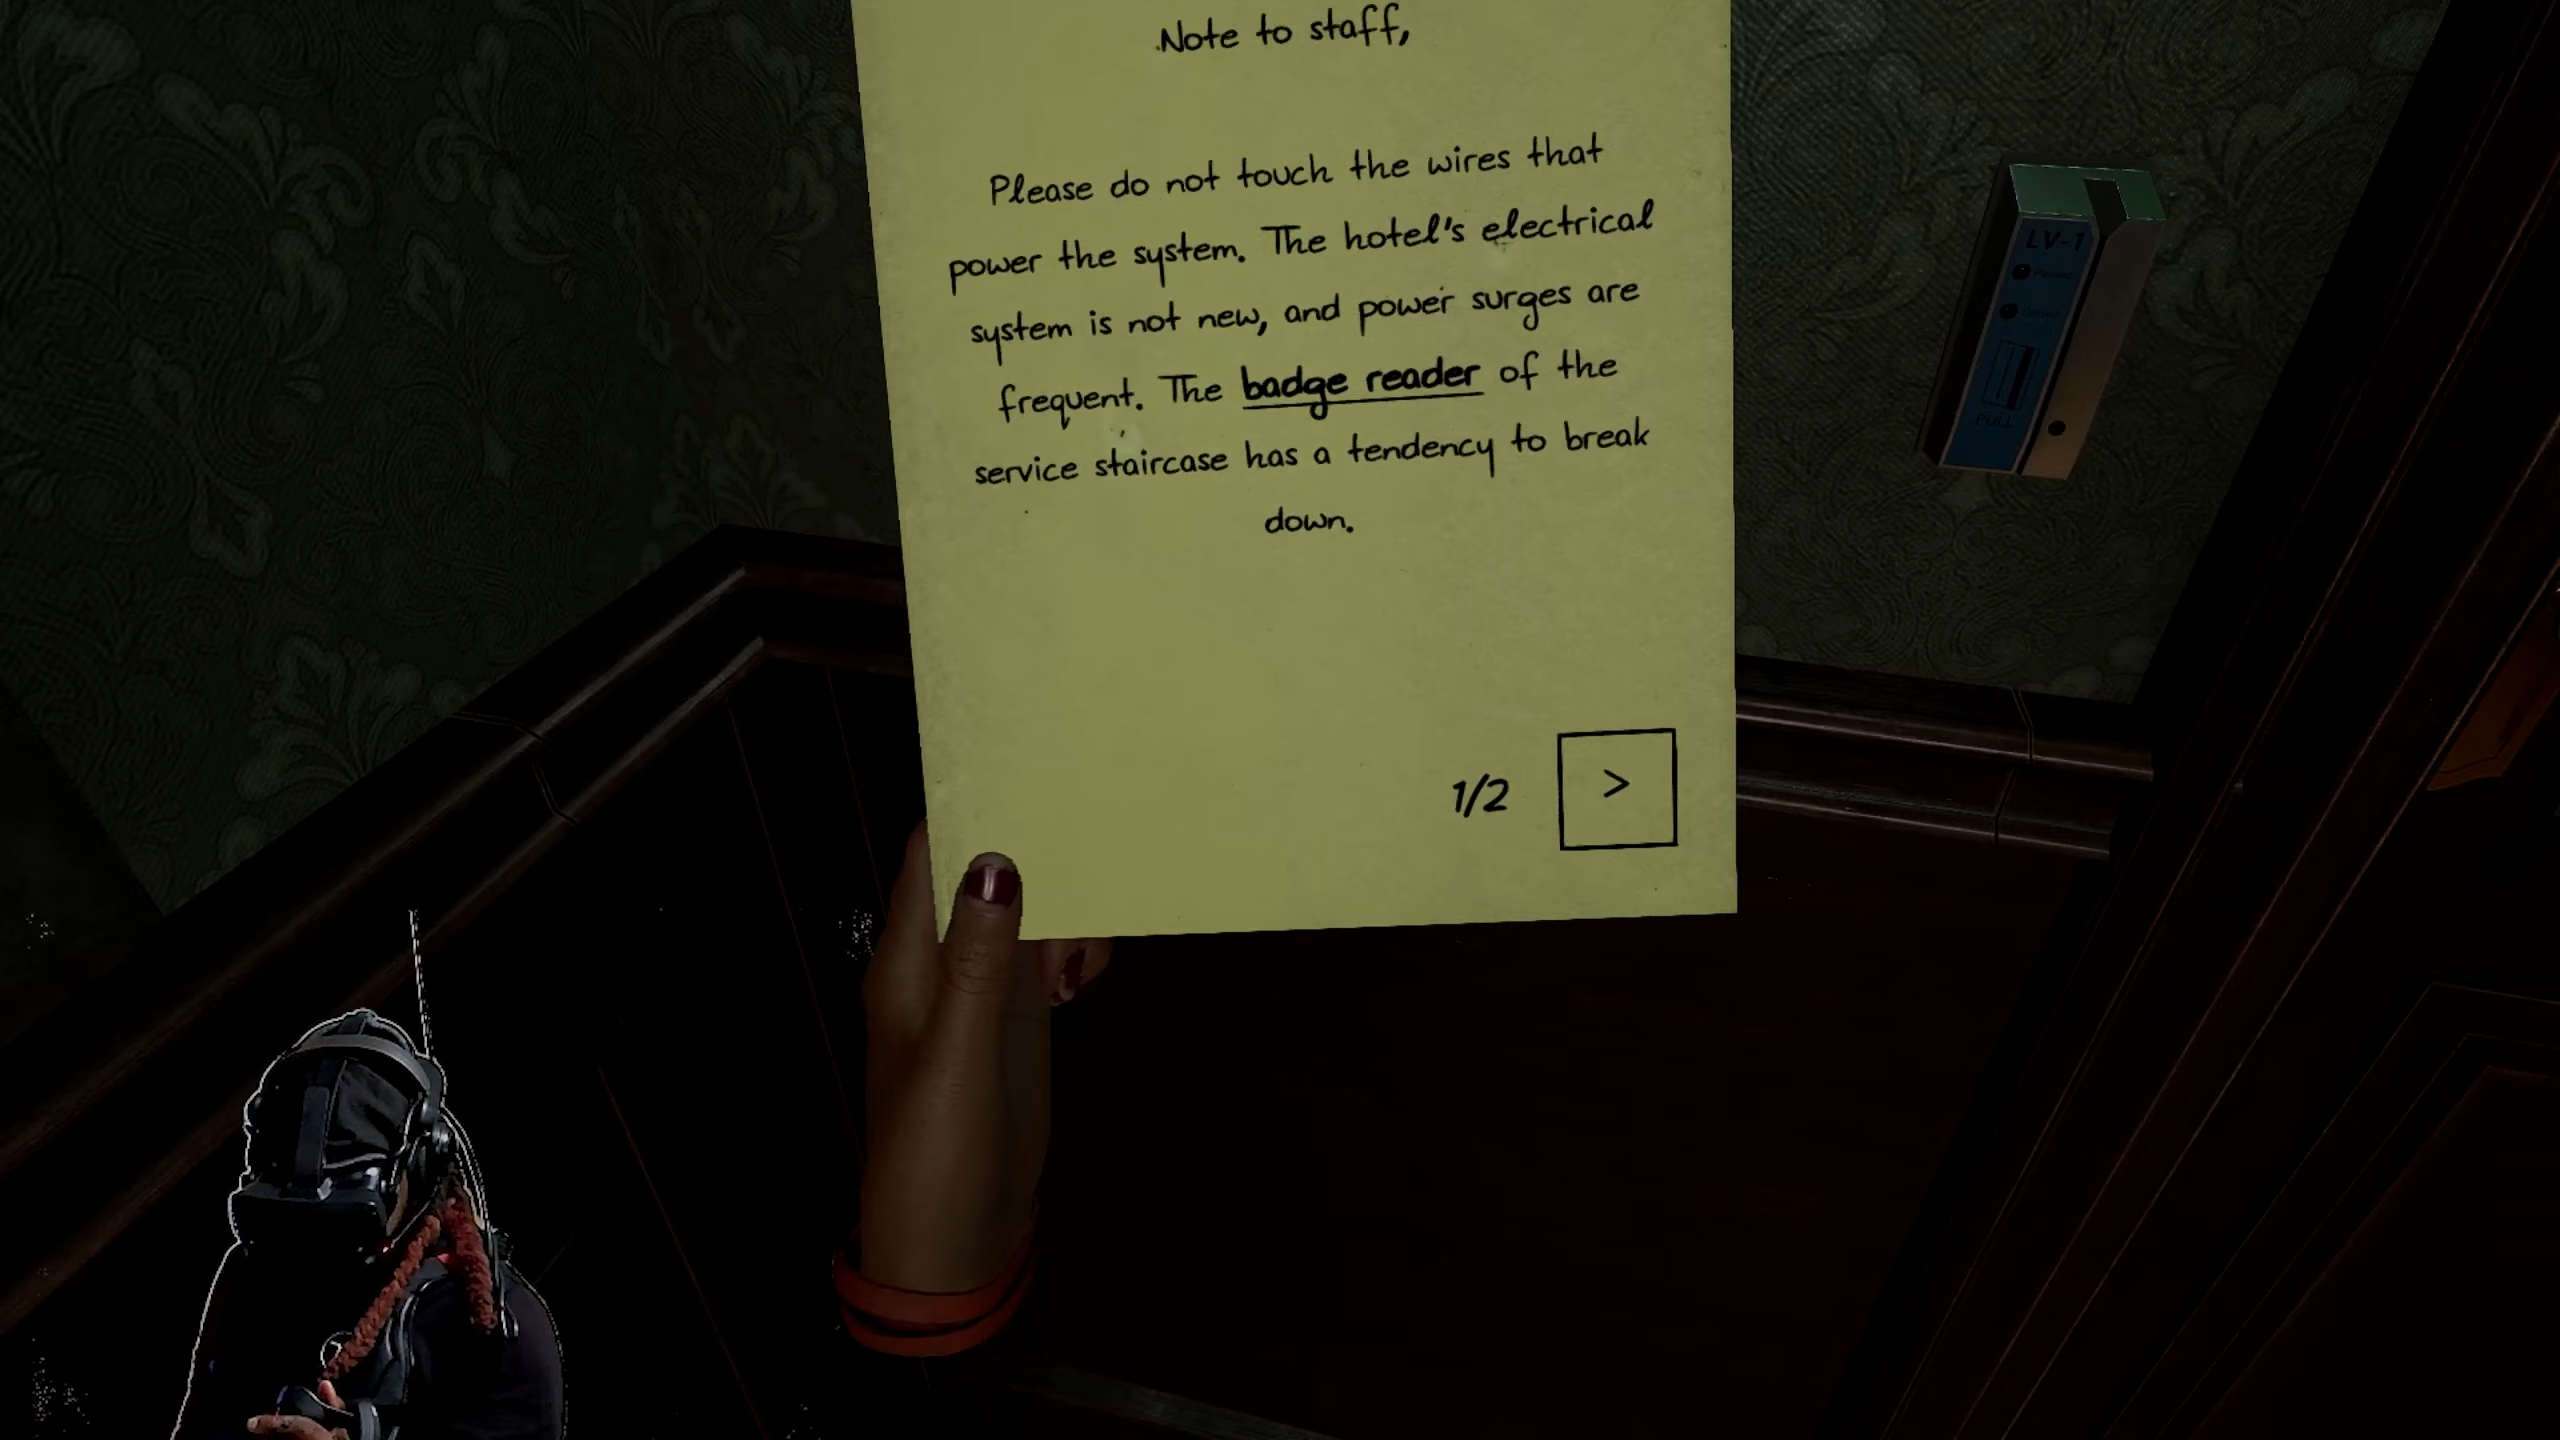 Note to staff,
Please do not touch the wires that
power the system. The hotel's electrical
system is not new, and power surges are
frequent. The badge reader of the
service staircase has a tendency to break
down.
1/2 >
LV-1
PULL